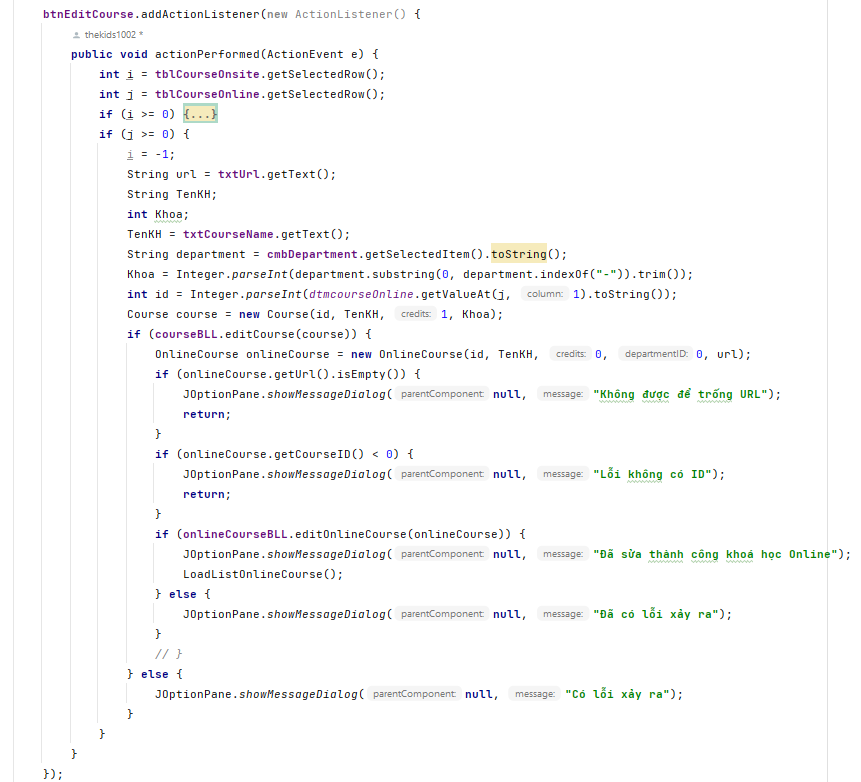 btnEditCourse.addActionListener(new ActionListener() {
thekids1002 *
public void actionPerformed(ActionEvent e) {
int i = tblCourseOnsite.getSelectedRow();
int j = tblCourseOnline.getSelectedRow();
if (i >= 0) {...}
if (j >= 0) {
i = -1;
String url = txtUrl.getText();
String TenKH;
int Khoa;
TenKH = txtCourseName.getText();
String department = cmbDepartment.getSelectedItem().toString();
Khoa = Integer.parseInt(department.substring(0, department.indexOf("-")).trim());
int id = Integer.parseInt(dtmcourseOnline.getValueAt(j, column: 1).toString());
Course course = new Course(id, TenKH, credits: 1, Khoa);
if (courseBLL.editCourse(course)) {
OnlineCourse onlineCourse = new OnlineCourse(id, TenKH, credits: 0, departmentID: 0, url);
if (onlineCourse.getUrl().isEmpty()) {
JOptionPane.showMessageDialog( parentComponent: null, message: "Không được để trống URL");
return;
}
if (onlineCourse.getCourseID() < 0) {
JOptionPane.showMessageDialog( parentComponent: null, message: "Lỗi không có ID");
return;
}
if (onlineCourseBLL.editOnlineCourse(onlineCourse)) {
JOptionPane.showMessageDialog( parentComponent: null, message: "Đã sửa thành công khoá học Online");
LoadListOnlineCourse();
} else {
JOptionPane.showMessageDialog( parentComponent: null, message: "Đã có lỗi xảy ra");
}
// }
} else {
JOptionPane.showMessageDialog( parentComponent: null, message: "Có lỗi xảy ra");
}
}
}
});